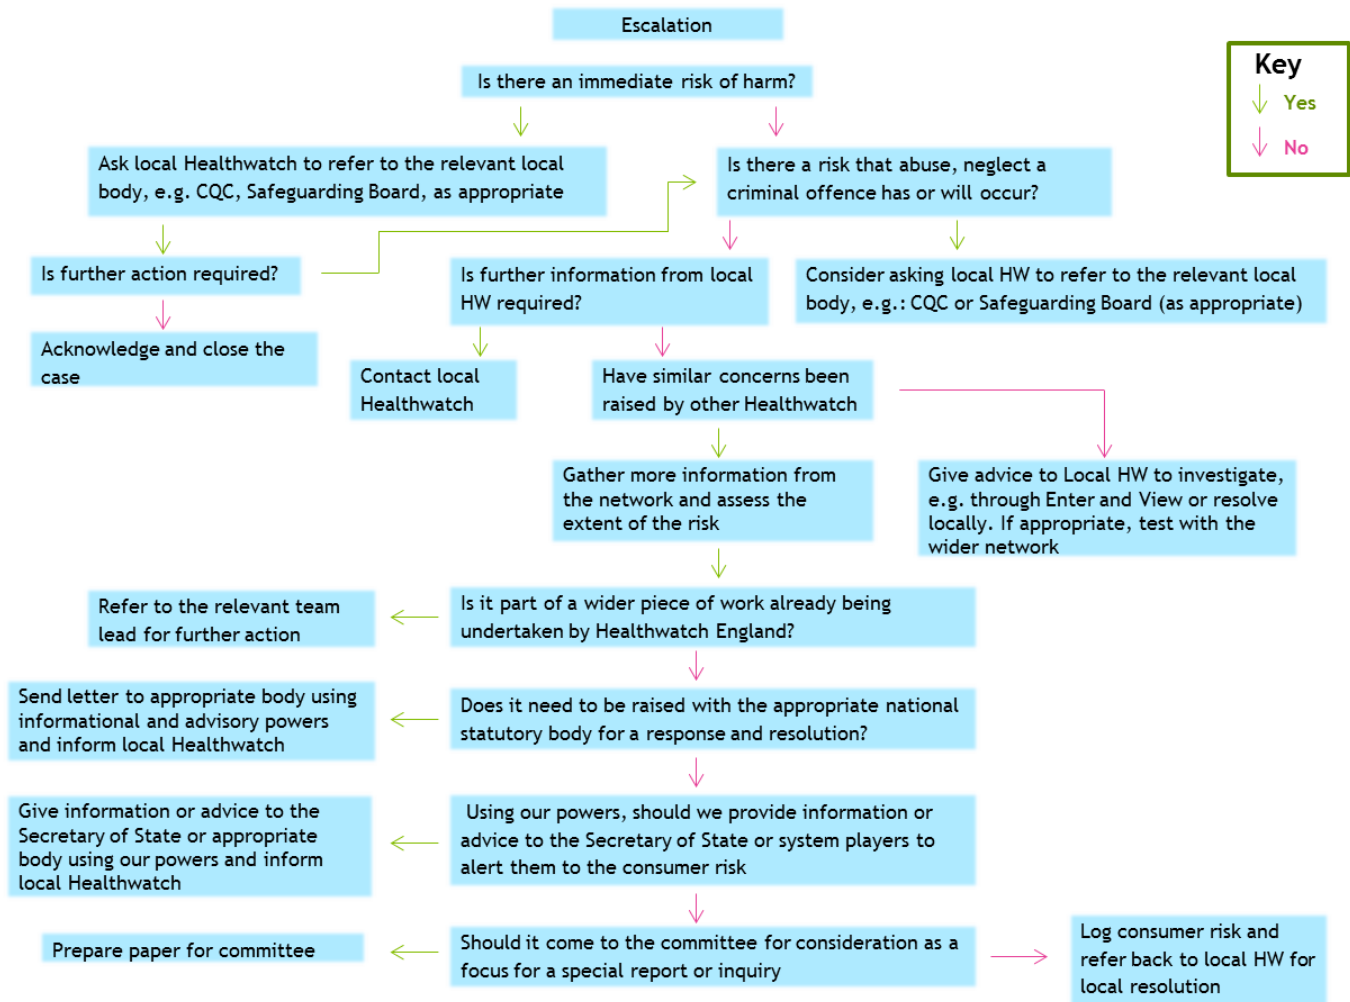 Escalation
Key
Yes
No
Is there an immediate risk of harm?
Ask local Healthwatch to refer to the relevant local
body, e.g. CQC, Safeguarding Board, as appropriate
Is there a risk that abuse, neglect a
criminal offence has or will occur?
Is further action required?
Is further information from local
HW required?
Consider asking local HW to refer to the relevant local
body, e.g.: CQC or Safeguarding Board (as appropriate)
Acknowledge and close the
case
Contact local
Healthwatch
Have similar concerns been
raised by other Healthwatch
Gather more information from
the network and assess the
extent of the risk
Give advice to Local HW to investigate,
e.g. through Enter and View or resolve
locally. If appropriate, test with the
wider network
Refer to the relevant team
lead for further action
Is it part of a wider piece of work already being
undertaken by Healthwatch England?
Send letter to appropriate body using
informational and advisory powers
and inform local Healthwatch
Does it need to be raised with the appropriate national
statutory body for a response and resolution?
Give information or advice to the
Secretary of State or appropriate
body using our powers and inform
local Healthwatch
Using our powers, should we provide information or
advice to the Secretary of State or system players to
alert them to the consumer risk
Prepare paper for committee
Should it come to the committee for consideration as a
focus for a special report or inquiry
Log consumer risk and
refer back to local HW for
local resolution